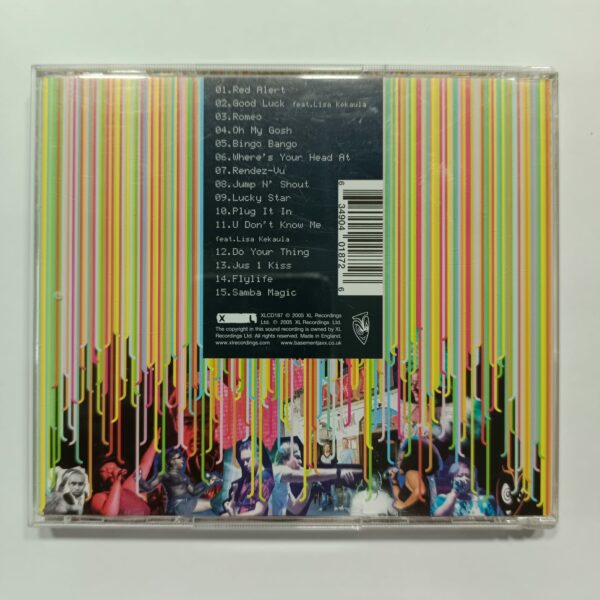 01.Red Alert
02.Good Luck feat.Lisa Kekaula
03.Romeo
04.Oh My Gosh
05.Bingo Bango
06.Where's Your Head At
07.Rendez-Vu
08.Jump N' Shout
09.Lucky Star
10.Plug It In
11.U Don't Know Me
feat.Lisa Kekaula
12.Do Your Thing
13.Jus 1 Kiss
14.Flylife
15.Samba Magic
6 34904 01872 6
X L
XLCD187 ℗ 2005 XL Recordings
Ltd. © 2005 XL Recordings Ltd.
The copyright in this sound recording is owned by XL
Recordings Ltd. All rights reserved. Made in England.
www.xlrecordings.com www.basementjaxx.co.uk